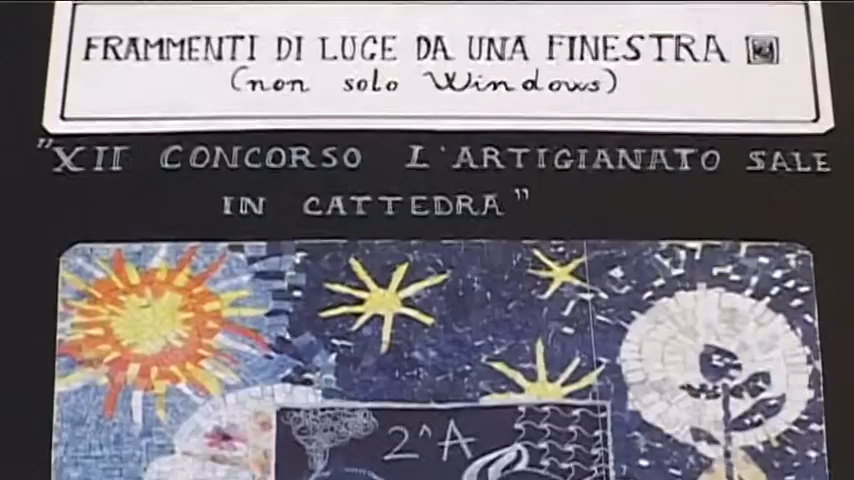 FRAMMENTI DI LUCE DA UNA FINESTRA
(non solo Windows)
"XII CONCORSO L'ARTIGIANATO SALE
IN CATTEDRA"
2^A